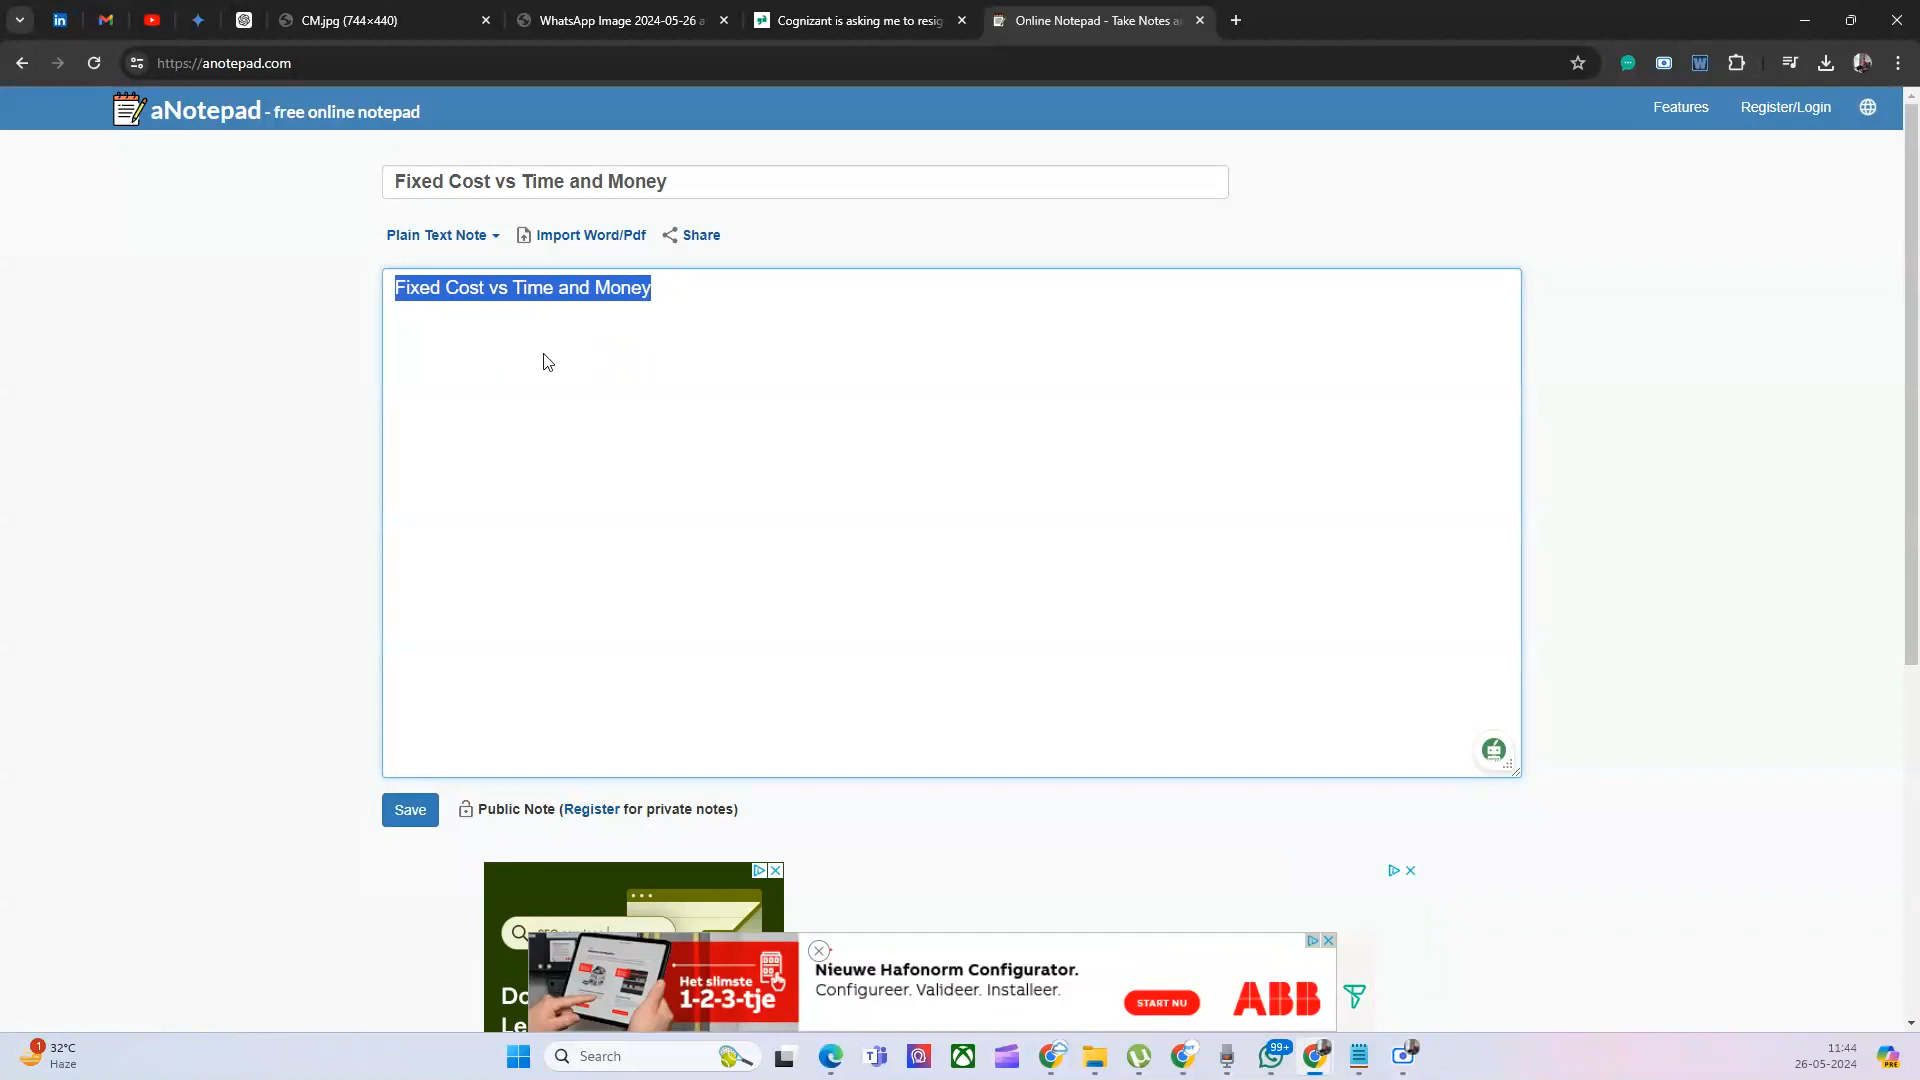 CM.jpg (744×440)
WhatsApp Image 2024-05-26 a
Cognizant is asking me to resig
Online Notepad - Take Notes a
https://anotepad.com
aNotepad - free online notepad
Features
Register/Login
Fixed Cost vs Time and Money
Plain Text Note
Import Word/Pdf
Share
Fixed Cost vs Time and Money
Save
Public Note (Register for private notes)
Do
Le
Het slimste
1-2-3-tje
Nieuwe Hafonorm Configurator.
Configureer. Valideer. Installeer.
START NU
ABB
1
32°C
Haze
Search
99+
11:44
26-05-2024
PRE